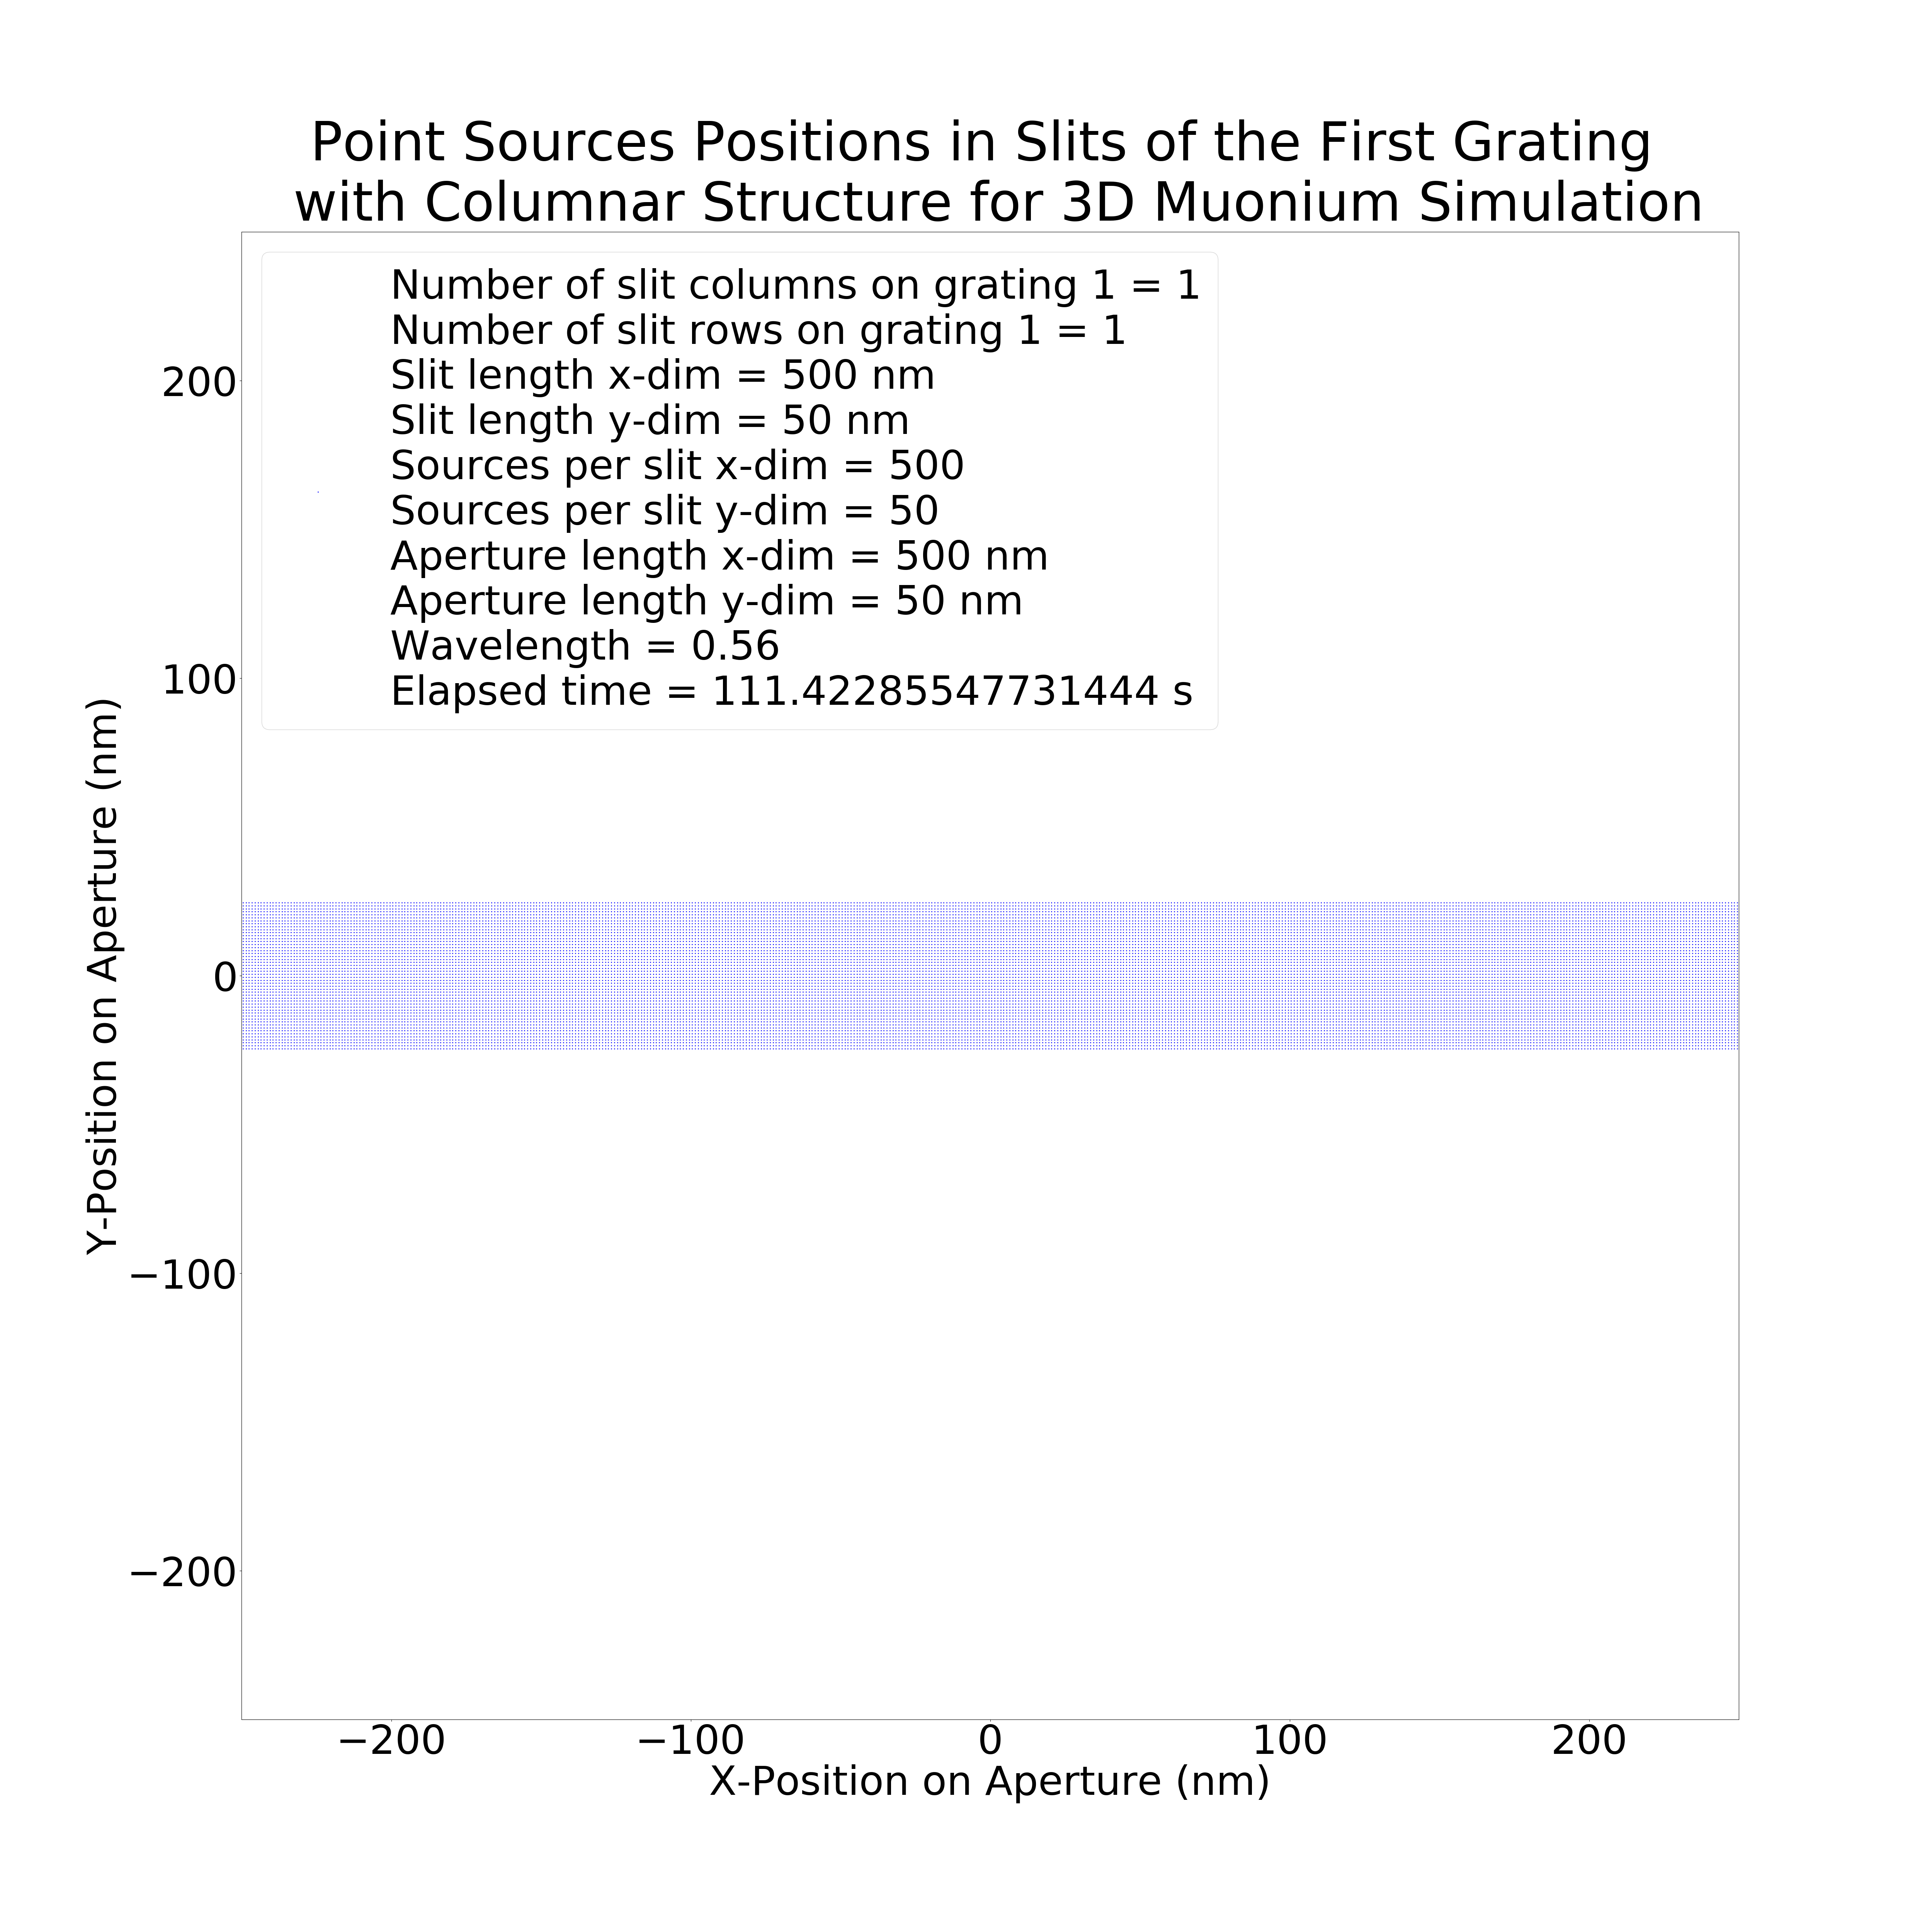 Point Sources Positions in Slits of the First Grating
with Columnar Structure for 3D Muonium Simulation
Number of slit columns on grating 1 = 1
Number of slit rows on grating 1 = 1
Slit length x-dim = 500 nm
Slit length y-dim = 50 nm
Sources per slit x-dim = 500
Sources per slit y-dim = 50
Aperture length x-dim = 500 nm
Aperture length y-dim = 50 nm
Wavelength = 0.56
Elapsed time = 111.42285547731444 s
Y-Position on Aperture (nm)
200
100
0
−100
−200
−200 −100 0 100 200
X-Position on Aperture (nm)